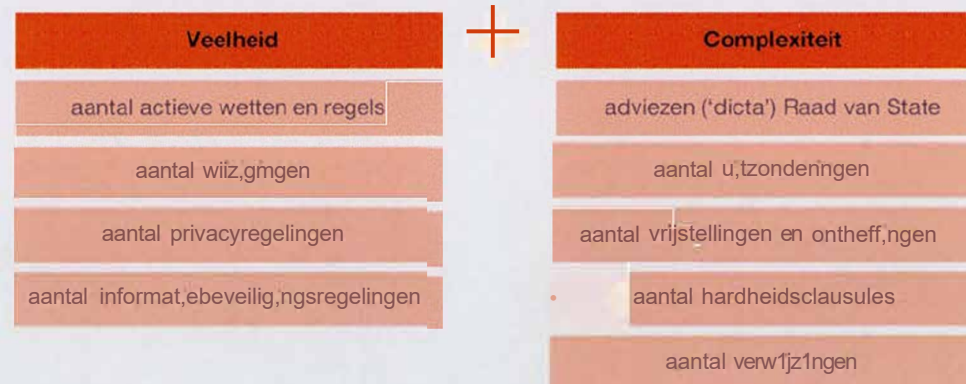 Veelheid
aantal actieve wetten en regels
aantal wiiz,gmgen
aantal privacyregelingen
aantal informat,ebeveilig,ngsregelingen
+
Complexiteit
adviezen (‘dicta’) Raad van State
aantal u,tzondenngen
aantal vrijstellingen en ontheff,ngen
aantal hardheidsclausules
aantal verw1jz1ngen